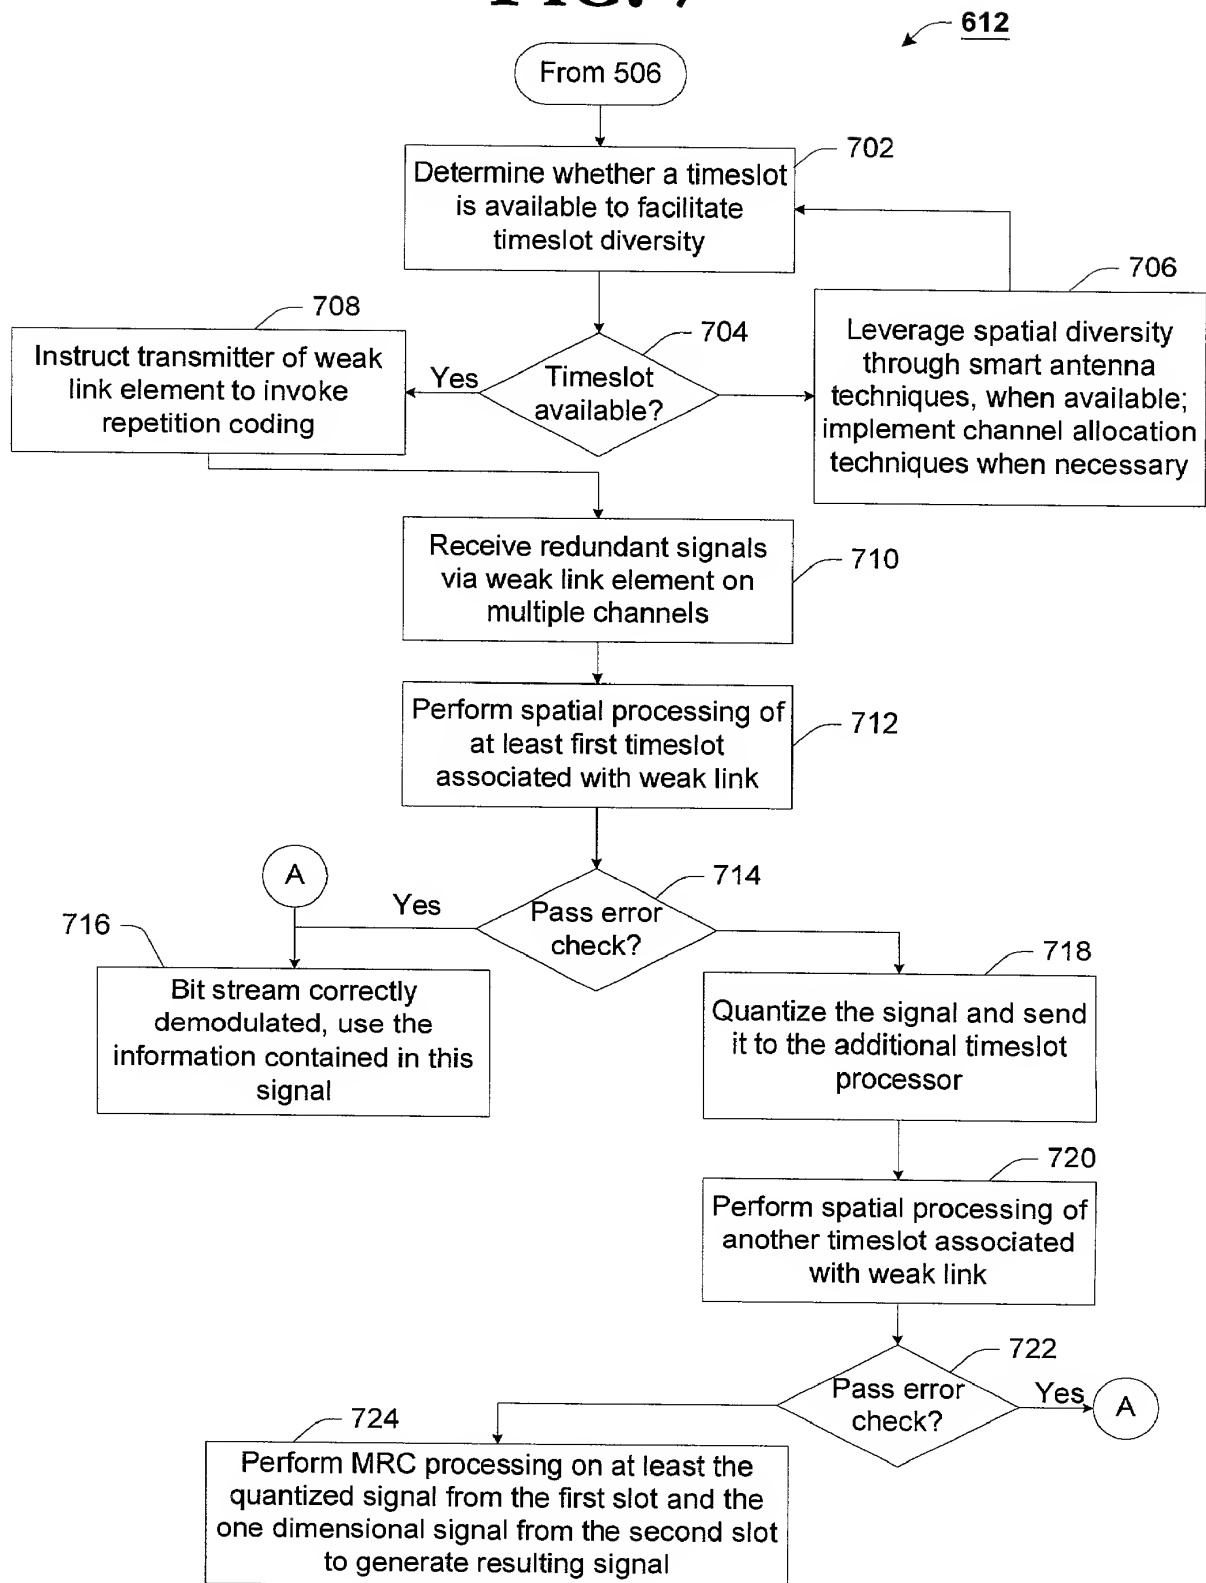 FIG. 7
612
From 506
702
Determine whether a timeslot
is available to facilitate
timeslot diversity
706
Leverage spatial diversity
through smart antenna
techniques, when available;
implement channel allocation
techniques when necessary
704
Timeslot
available?
Yes
708
Instruct transmitter of weak
link element to invoke
repetition coding
710
Receive redundant signals
via weak link element on
multiple channels
712
Perform spatial processing of
at least first timeslot
associated with weak link
A
714
Pass error
check?
Yes
716
Bit stream correctly
demodulated, use the
information contained in this
signal
718
Quantize the signal and send
it to the additional timeslot
processor
720
Perform spatial processing of
another timeslot associated
with weak link
722
Pass error
check?
Yes
A
724
Perform MRC processing on at least the
quantized signal from the first slot and the
one dimensional signal from the second slot
to generate resulting signal